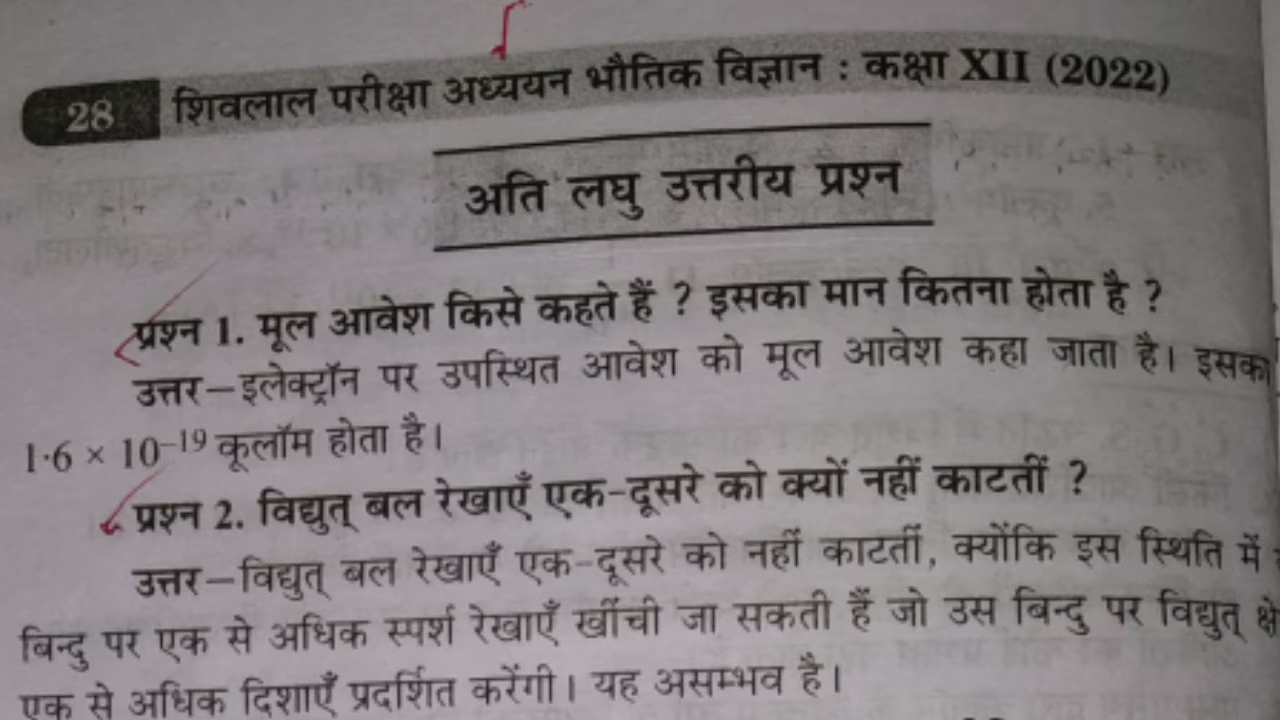 28 शिवलाल परीक्षा अध्ययन भौतिक विज्ञान : कक्षा XII (2022)
अति लघु उत्तरीय प्रश्न
प्रश्न 1. मूल आवेश किसे कहते हैं ? इसका मान कितना होता है ?
उत्तर–इलेक्ट्रॉन पर उपस्थित आवेश को मूल आवेश कहा जाता है। इसका
1·6 × 10⁻¹⁹ कूलॉम होता है।
प्रश्न 2. विद्युत् बल रेखाएँ एक-दूसरे को क्यों नहीं काटतीं ?
उत्तर–विद्युत् बल रेखाएँ एक-दूसरे को नहीं काटतीं, क्योंकि इस स्थिति में
बिन्दु पर एक से अधिक स्पर्श रेखाएँ खींची जा सकती हैं जो उस बिन्दु पर विद्युत्
एक से अधिक दिशाएँ प्रदर्शित करेंगी। यह असम्भव है।